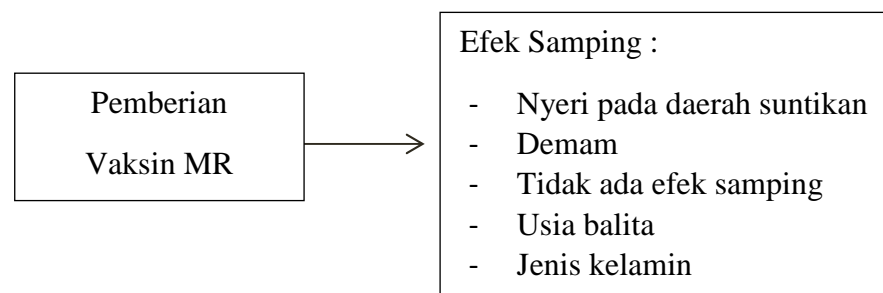 Pemberian
Vaksin MR
Efek Samping :
- Nyeri pada daerah suntikan
- Demam
- Tidak ada efek samping
- Usia balita
- Jenis kelamin